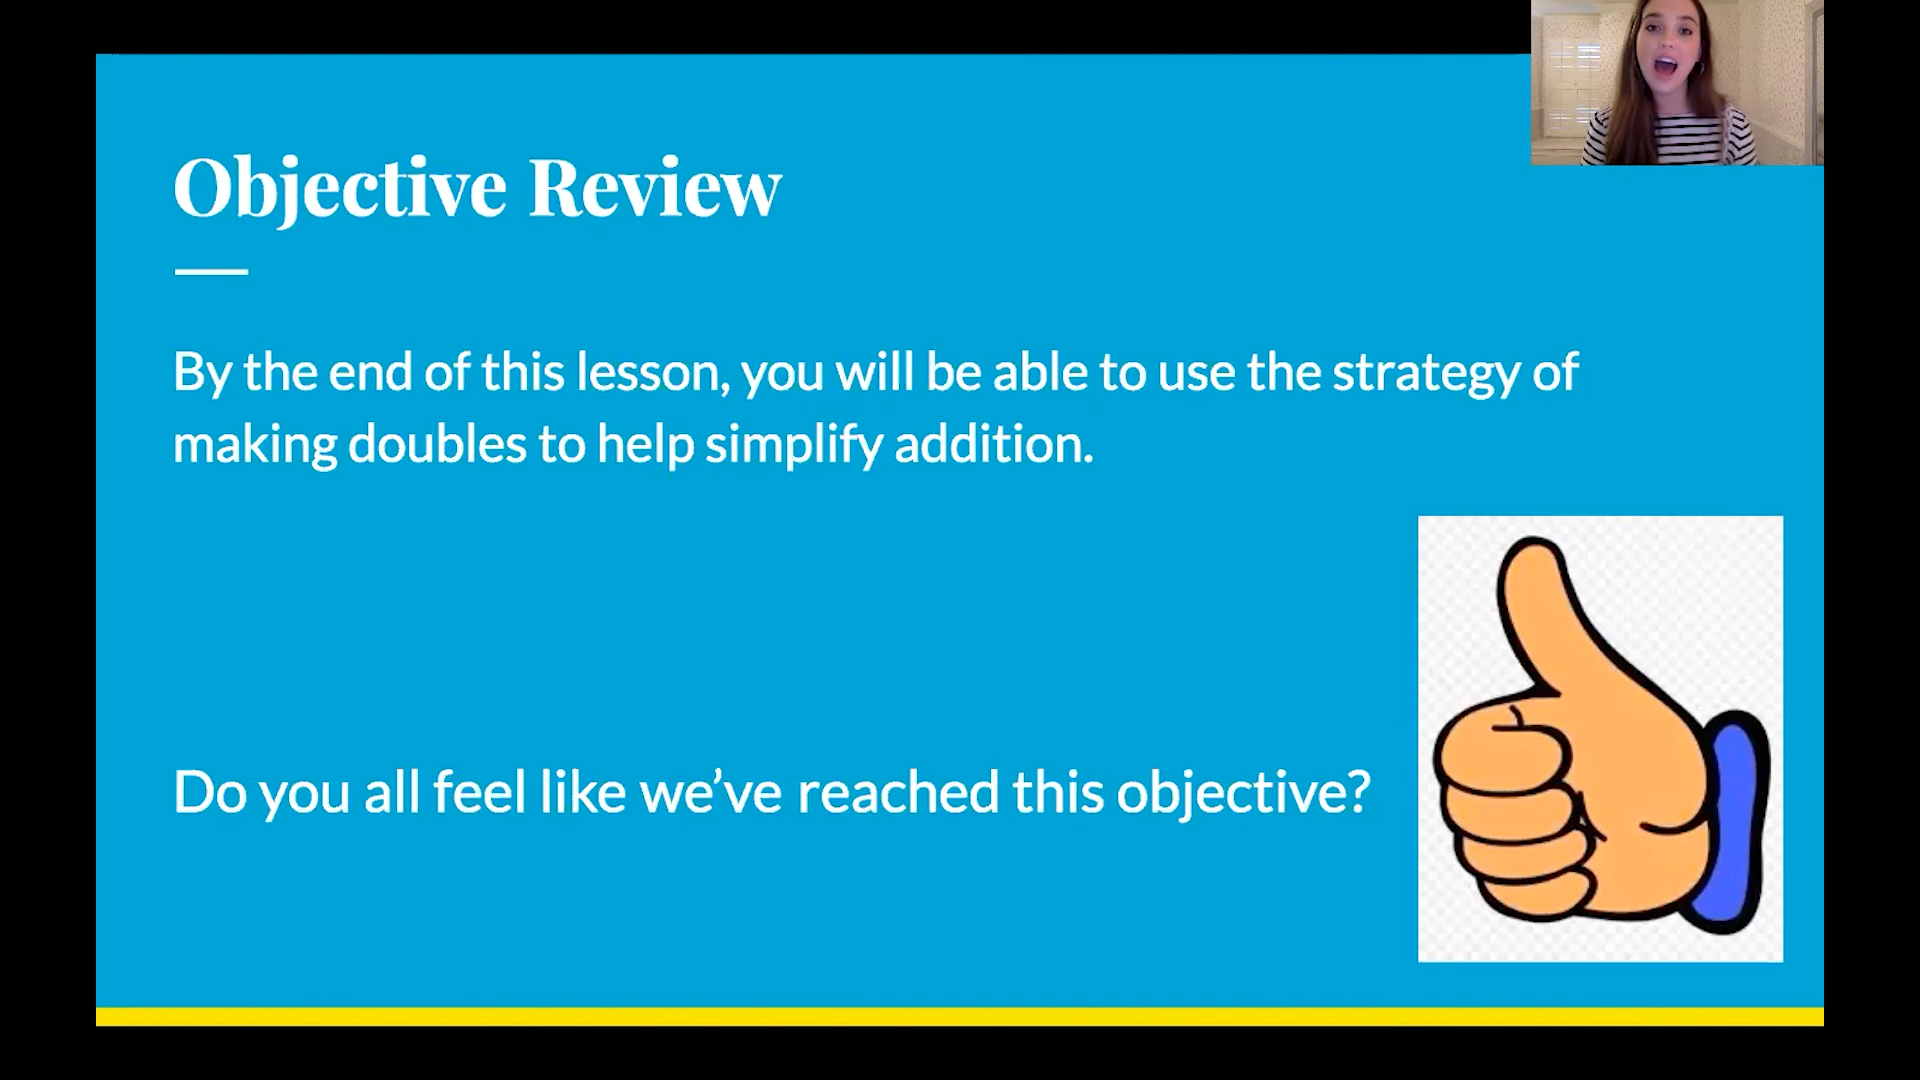 Objective Review
By the end of this lesson, you will be able to use the strategy of
making doubles to help simplify addition.
Do you all feel like we’ve reached this objective?